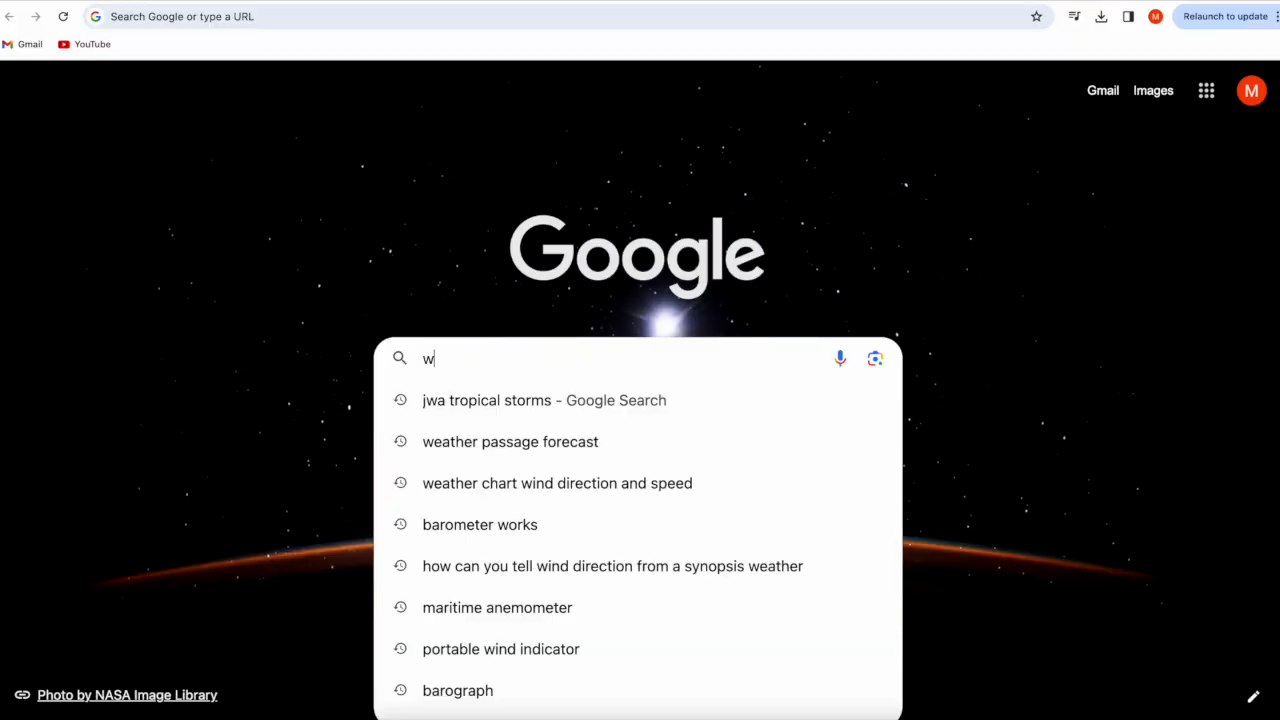 Search Google or type a URL
M
Relaunch to update
Gmail
YouTube
Gmail
Images
M
Google
w
jwa tropical storms - Google Search
weather passage forecast
weather chart wind direction and speed
barometer works
how can you tell wind direction from a synopsis weather
maritime anemometer
portable wind indicator
barograph
Photo by NASA Image Library